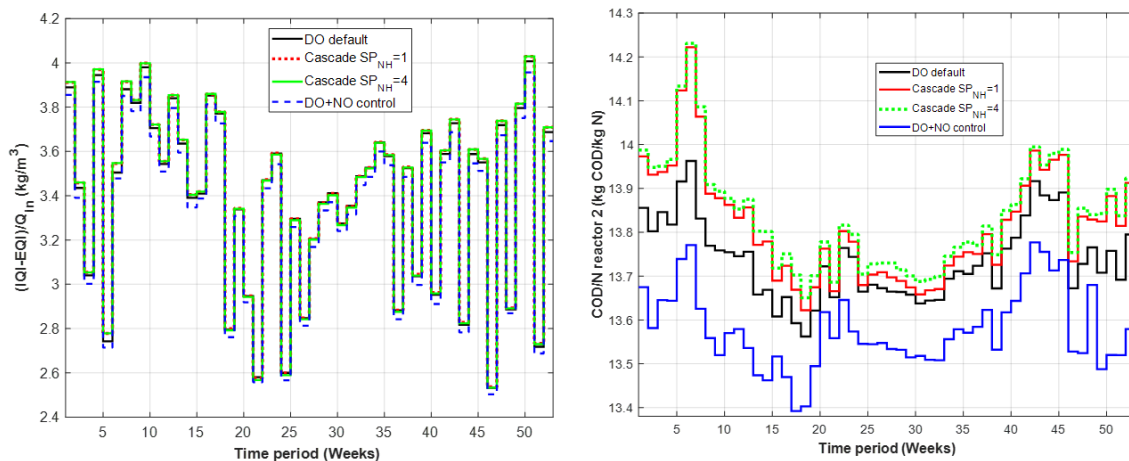 4.2
4
3.8
3.6
3.4
3.2
3
2.8
2.6
2.4
(IQI-EQI)/Q_In (kg/m^3)
DO default
Cascade SP_NH=1
Cascade SP_NH=4
DO+NO control
5 10 15 20 25 30 35 40 45 50
Time period (Weeks)
14.3
14.2
14.1
14
13.9
13.8
13.7
13.6
13.5
13.4
COD/N reactor 2 (kg COD/kg N)
DO default
Cascade SP_NH=1
Cascade SP_NH=4
DO+NO control
5 10 15 20 25 30 35 40 45 50
Time period (Weeks)